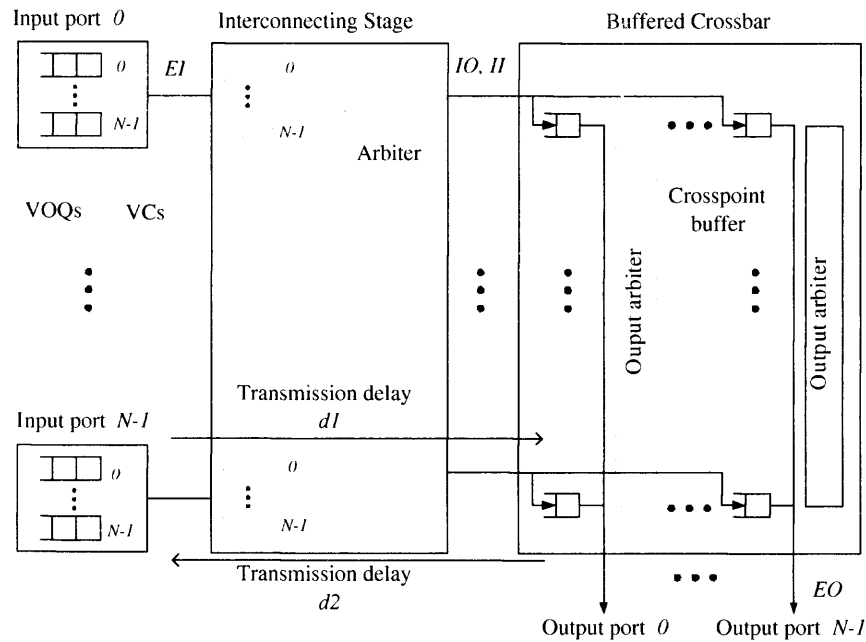 Input port 0
Interconnecting Stage
Buffered Crossbar
0
N-1
EI
0
N-1
Arbiter
IO, II
Crosspoint
buffer
VOQs
VCs
Ouput arbiter
Output arbiter
Transmission delay
d1
Input port N-1
0
N-1
0
N-1
Transmission delay
d2
EO
Output port 0
Output port N-1